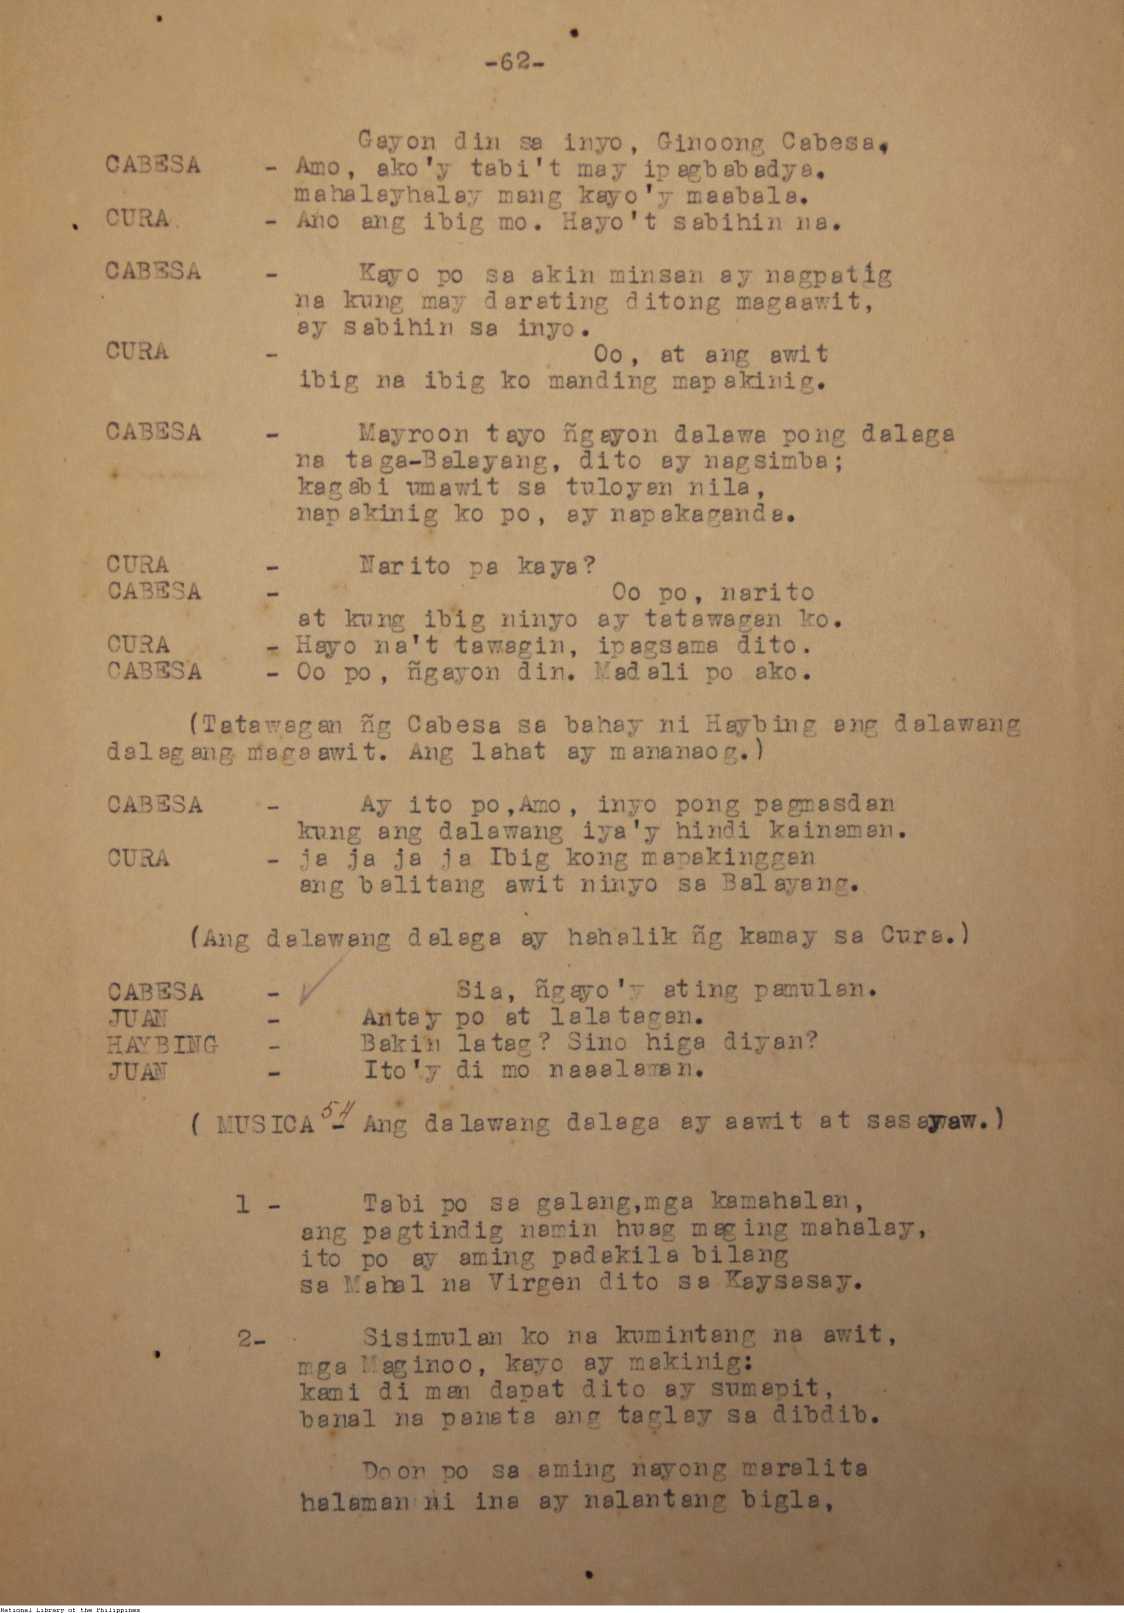 -62-
Gayon din sa inyo, Ginoong Cabesa,
CABESA - Amo, ako'y tabi't may ipagbabadya.
mahalayhalay mang kayo'y maabala.
CURA. - Ano ang ibig mo. Hayo't sabihin na.
CABESA - Kayo po sa akin minsan ay nagpatig
na kung may darating ditong magaawit,
ay sabihin sa inyo.
CURA - Oo, at ang awit
ibig na ibig ko manding mapakinig.
CABESA - Mayroon tayo ñgayon dalawa pong dalaga
na taga-Balayang, dito ay nagsimba;
kagabi umawit sa tuloyan nila,
napakinig ko po, ay napakaganda.
CURA - Narito pa kaya?
CABESA - Oo po, narito
at kung ibig ninyo ay tatawagan ko.
CURA - Hayo na't tawagin, ipagsama dito.
CABESA - Oo po, ñgayon din. Madali po ako.
(Tatawagan ñg Cabesa sa bahay ni Haybing ang dalawang
dalagang magaawit. Ang lahat ay mananaog.)
CABESA - Ay ito po,Amo, inyo pong pagmasdan
kung ang dalawang iya'y hindi kainaman.
CURA - ja ja ja ja Ibig kong mapakinggan
ang balitang awit ninyo sa Balayang.
(Ang dalawang dalaga ay hahalik ñg kamay sa Cura.)
CABESA - Sia, ñgayo'y ating pamulan.
JUAN - Antay po at lalatagan.
HAYBING - Bakin latag? Sino higa diyan?
JUAN - Ito'y di mo naaalaman.
( MUSICA 54 - Ang dalawang dalaga ay aawit at sasayaw.)
1 - Tabi po sa galang,mga kamahalan,
ang pagtindig namin huag maging mahalay,
ito po ay aming padakila bilang
sa Mahal na Virgen dito sa Kaysasay.
2- Sisimulan ko na kumintang na awit,
mga Maginoo, kayo ay makinig:
kami di man dapat dito ay sumapit,
banal na panata ang taglay sa dibdib.
Doon po sa aming nayong maralita
halaman ni ina ay nalantang bigla,
National Library of the Philippines